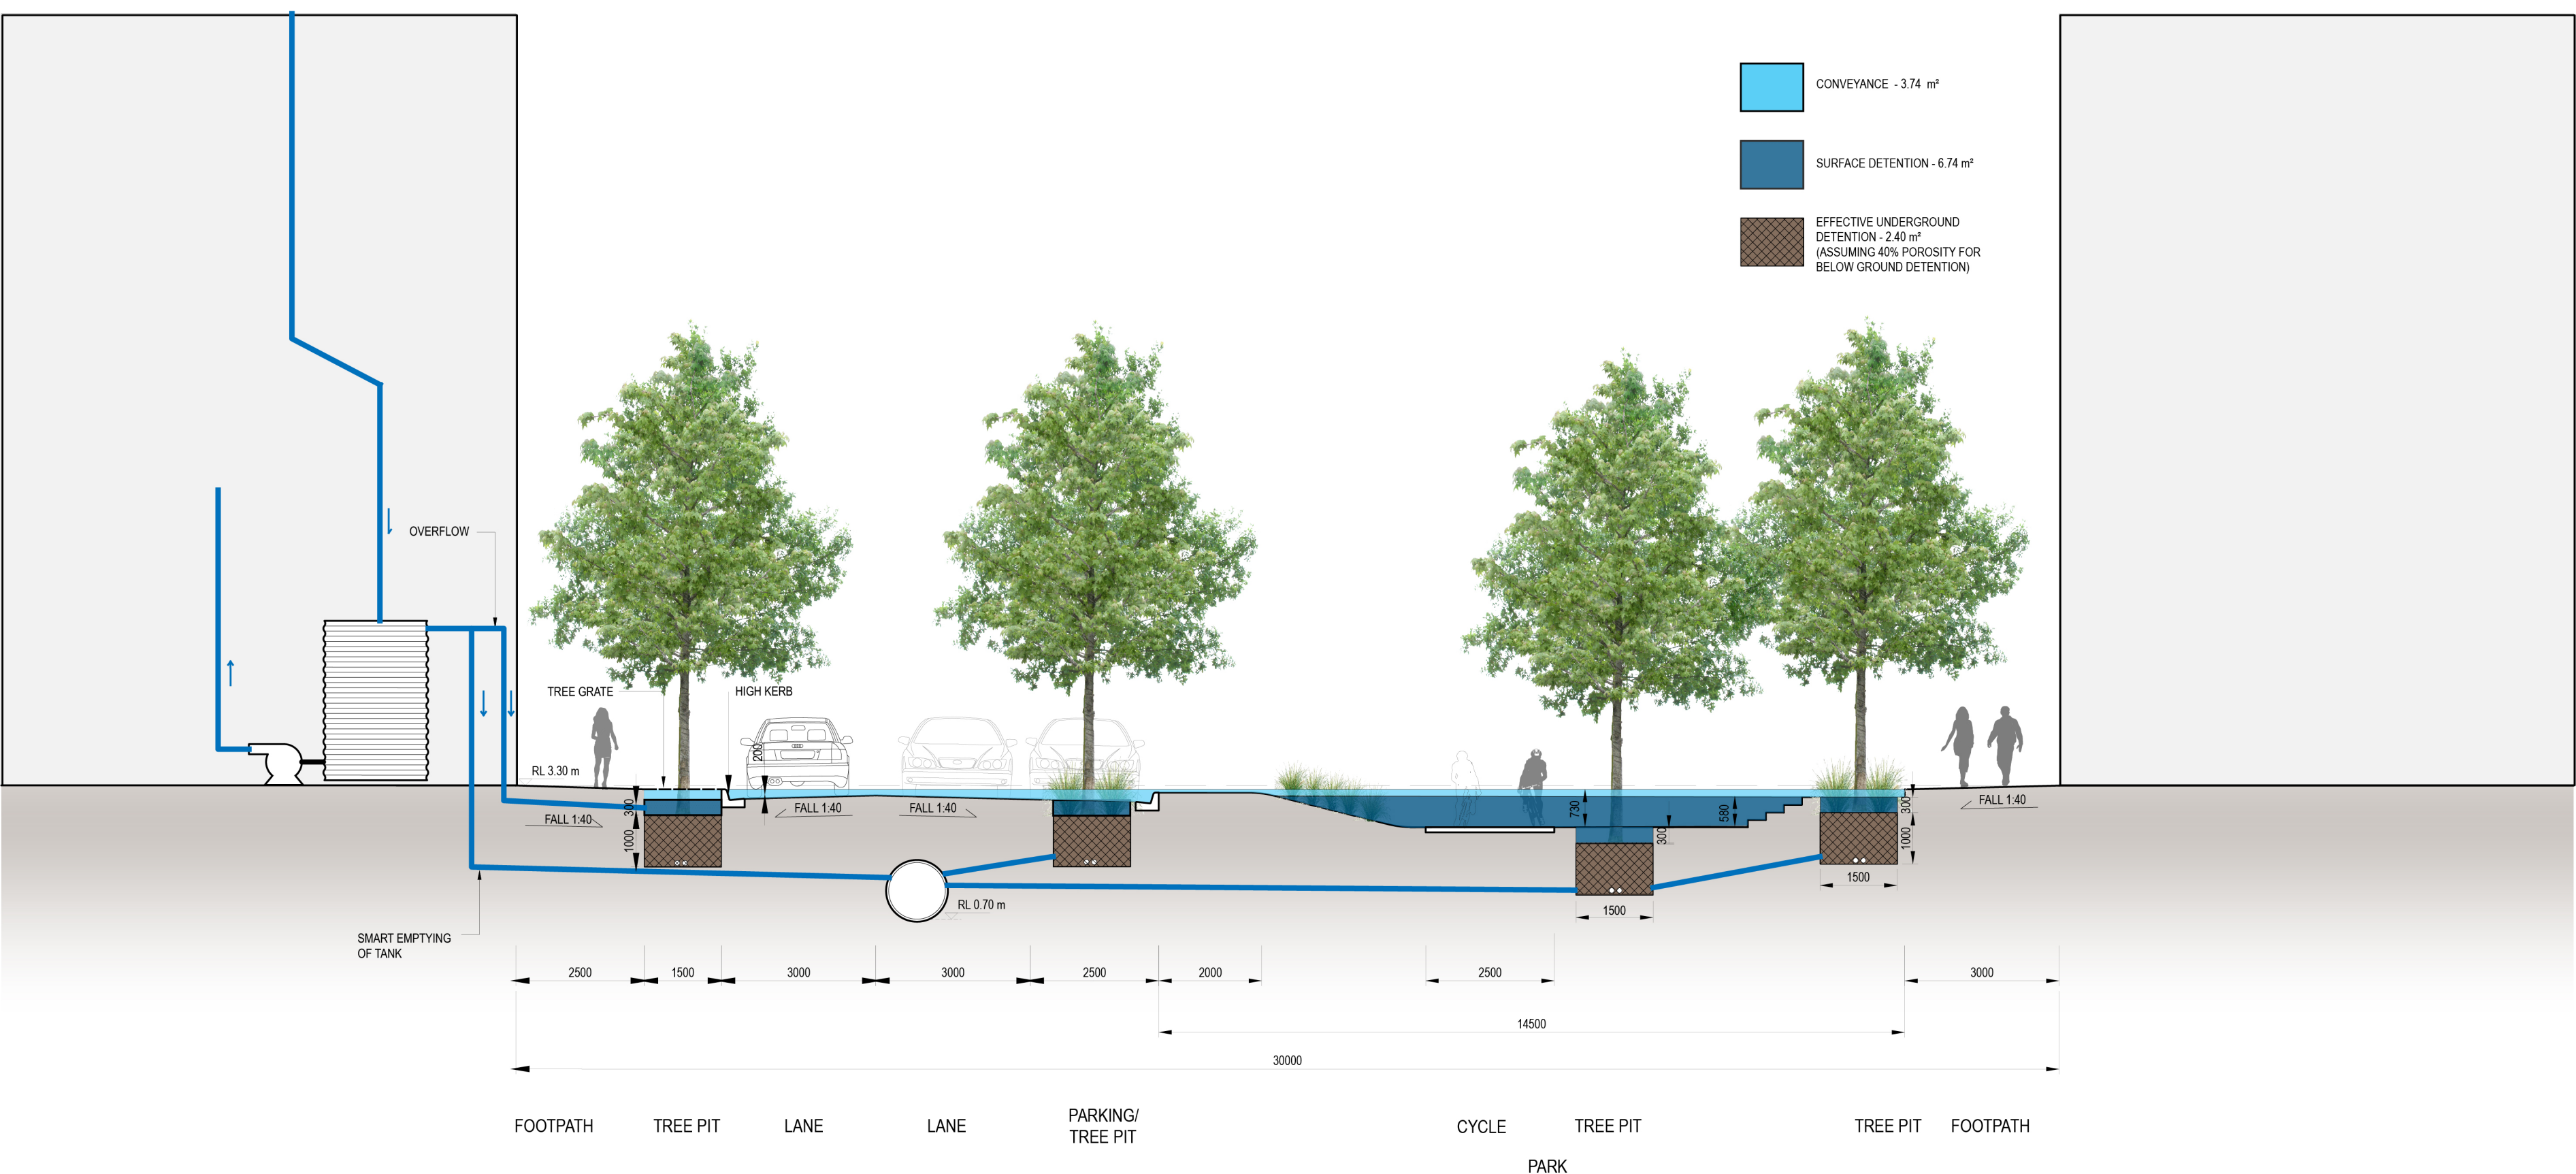 CONVEYANCE - 3.74 m²
SURFACE DETENTION - 6.74 m²
EFFECTIVE UNDERGROUND
DETENTION - 2.40 m²
(ASSUMING 40% POROSITY FOR
BELOW GROUND DETENTION)
OVERFLOW
TREE GRATE
HIGH KERB
200
RL 3.30 m
300
FALL 1:40
FALL 1:40
FALL 1:40
1000
730
580
300
300
1000
FALL 1:40
1500
1500
RL 0.70 m
SMART EMPTYING
OF TANK
2500
1500
3000
3000
2500
2000
2500
3000
14500
30000
FOOTPATH
TREE PIT
LANE
LANE
PARKING/
TREE PIT
CYCLE
TREE PIT
TREE PIT
FOOTPATH
PARK